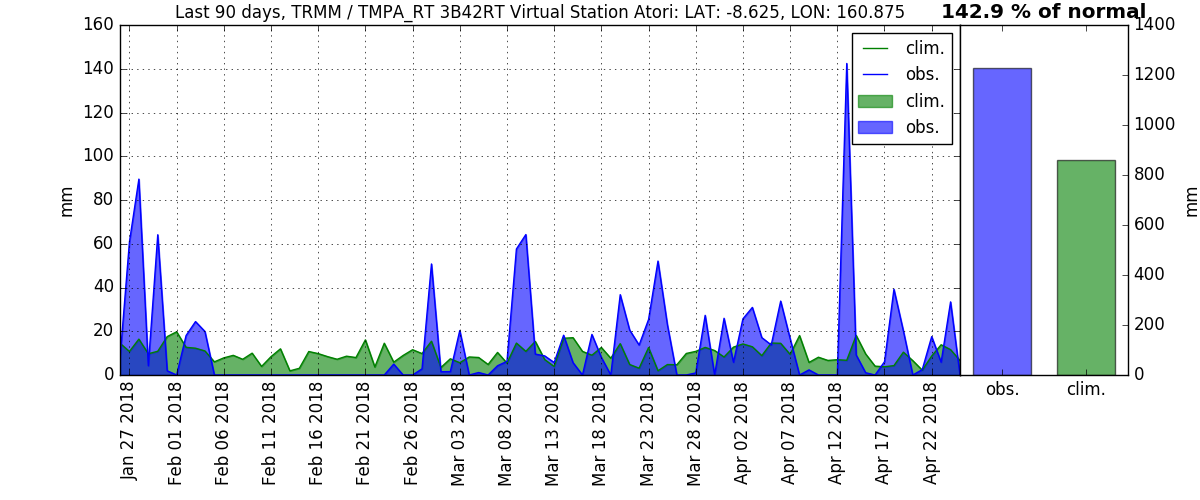 Last 90 days, TRMM / TMPA_RT 3B42RT Virtual Station Atori: LAT: -8.625, LON: 160.875
142.9 % of normal
mm
160
140
120
100
80
60
40
20
0
clim.
obs.
clim.
obs.
Jan 27 2018
Feb 01 2018
Feb 06 2018
Feb 11 2018
Feb 16 2018
Feb 21 2018
Feb 26 2018
Mar 03 2018
Mar 08 2018
Mar 13 2018
Mar 18 2018
Mar 23 2018
Mar 28 2018
Apr 02 2018
Apr 07 2018
Apr 12 2018
Apr 17 2018
Apr 22 2018
1400
1200
1000
800
600
400
200
0
mm
obs.
clim.